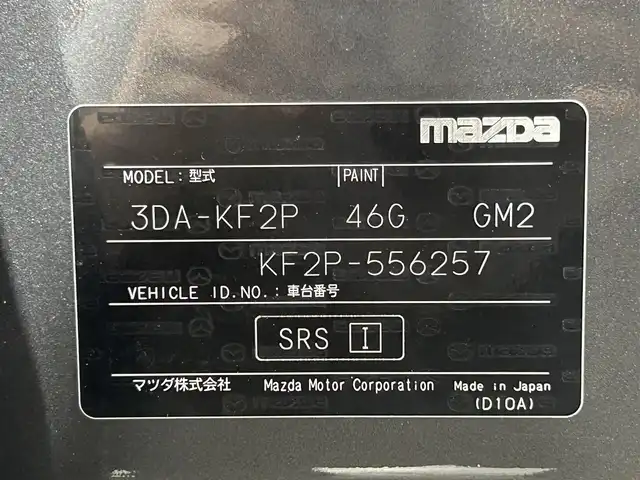 mazda
MODEL: 型式 |PAINT|
3DA-KF2P 46G GM2
KF2P-556257
VEHICLE ID.NO.: 車台番号
SRS I
マツダ株式会社 Mazda Motor Corporation Made in Japan
(D10A)